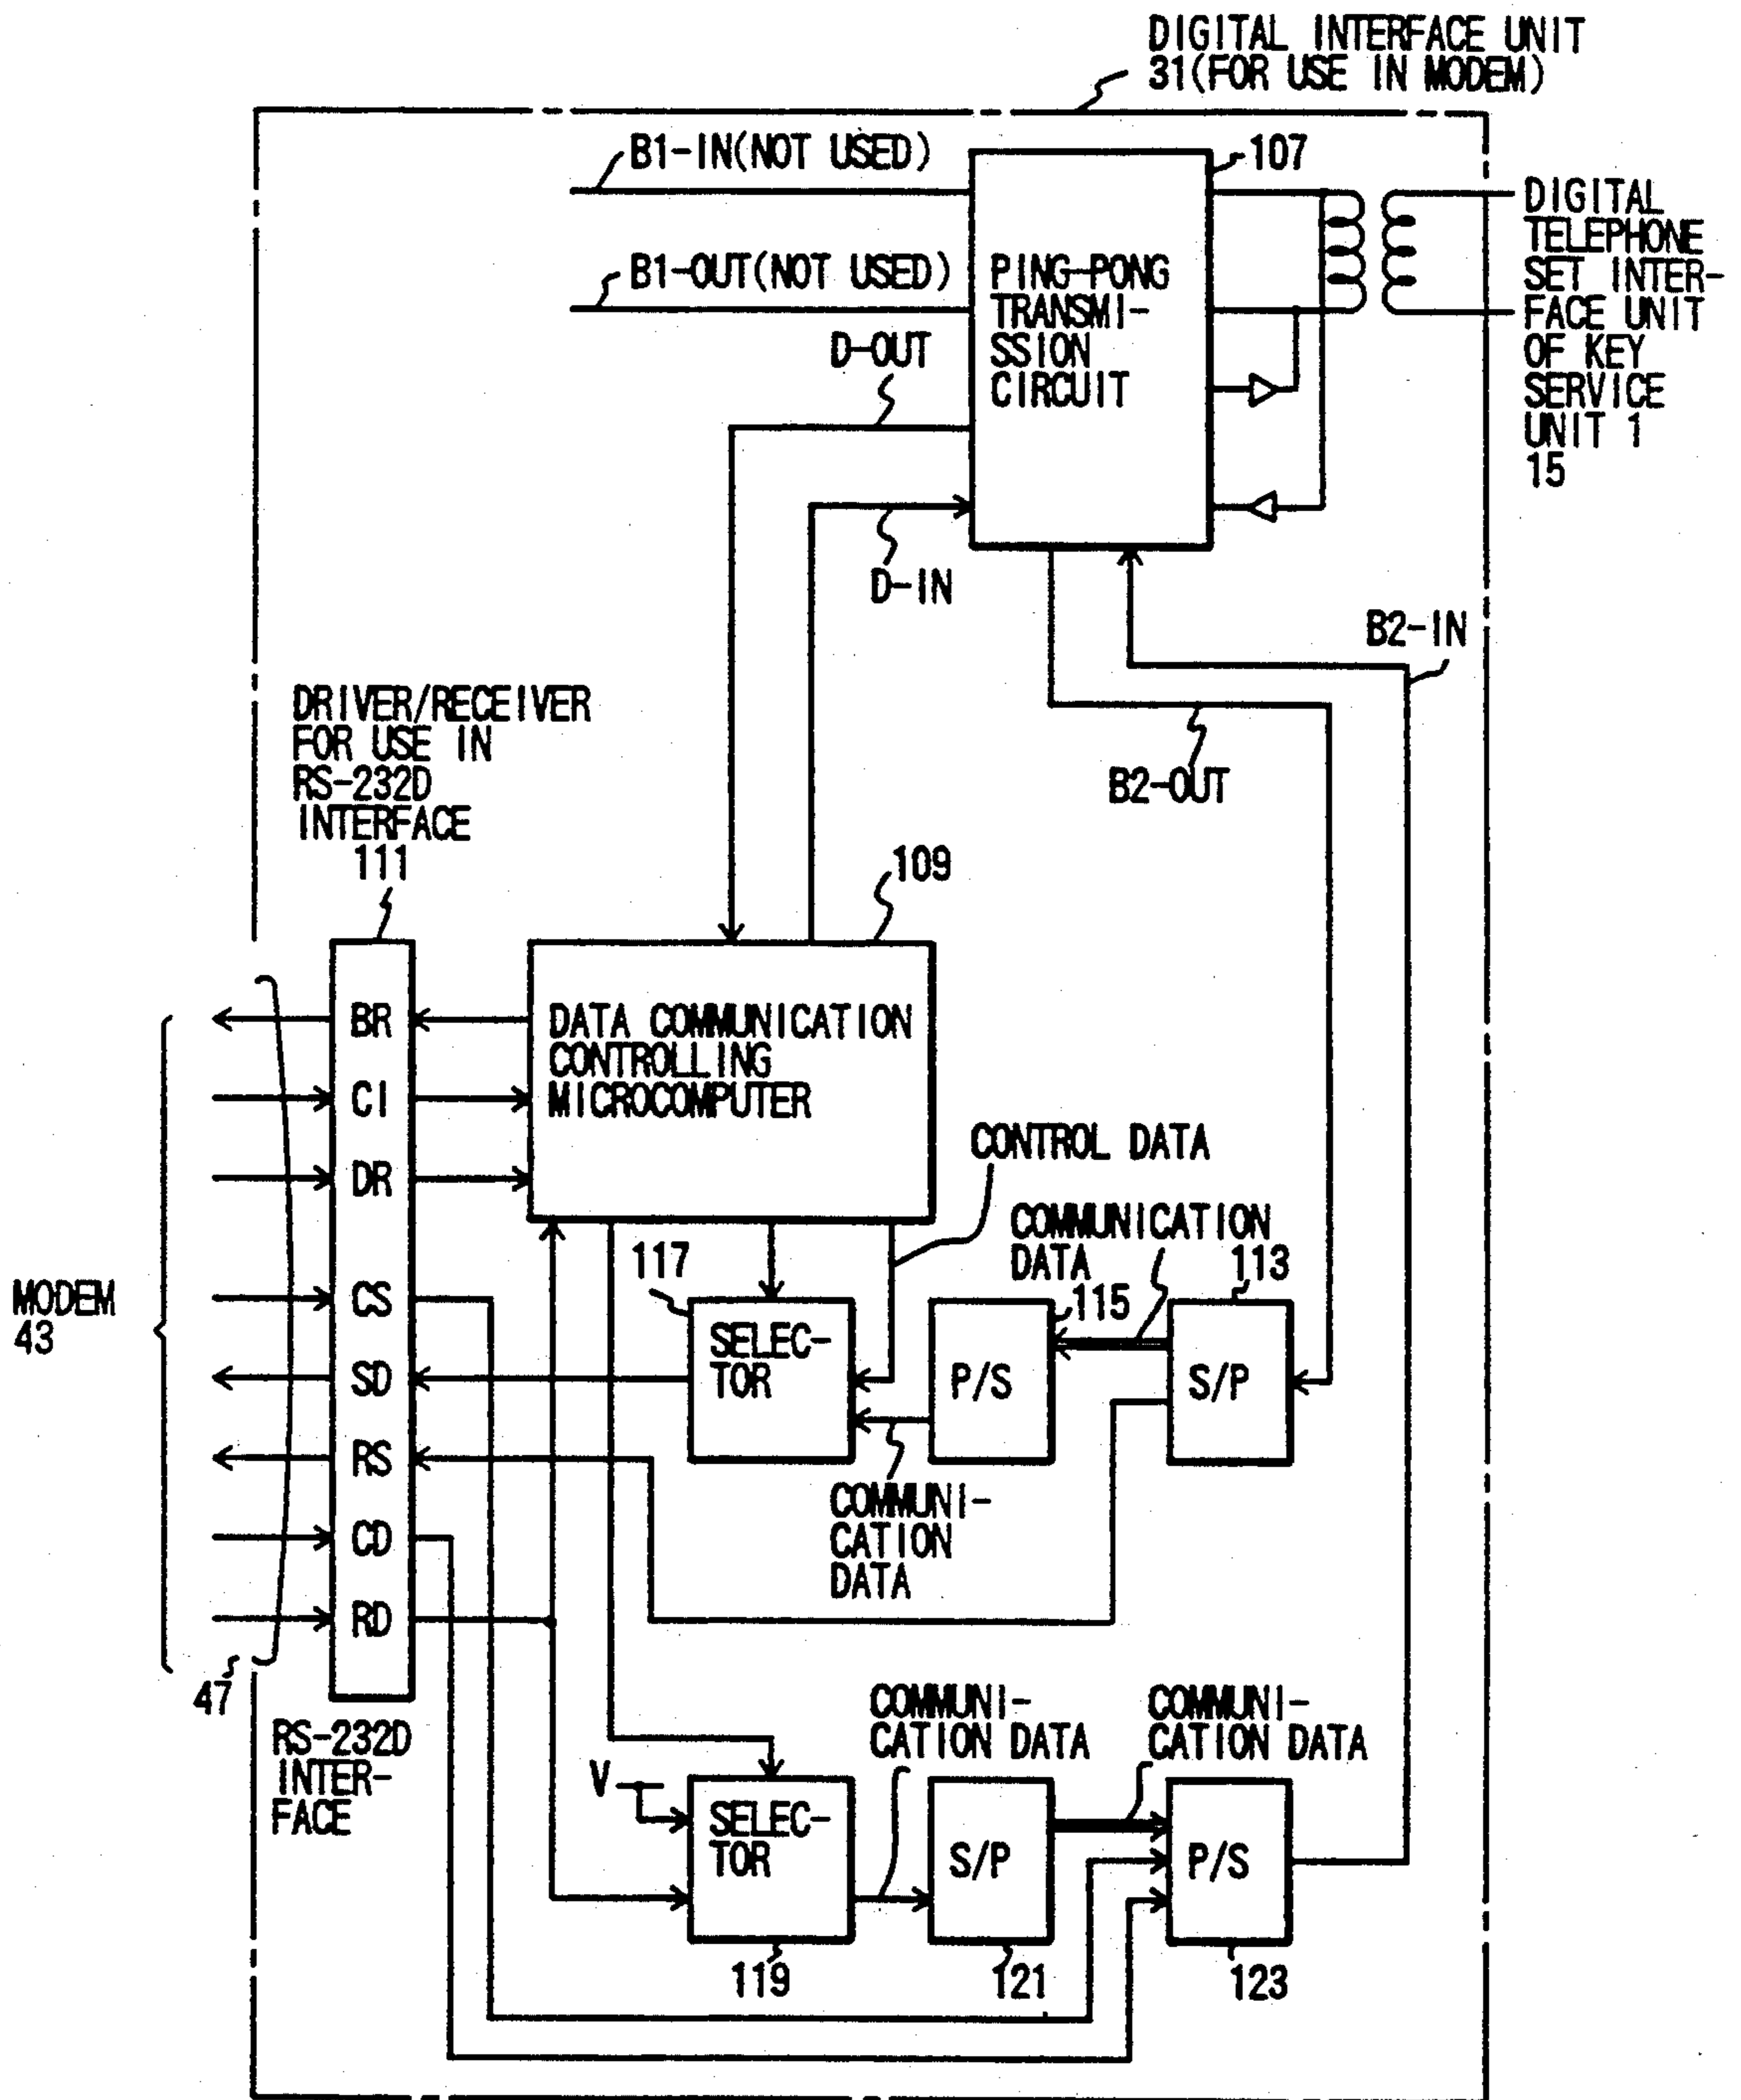 DIGITAL INTERFACE UNIT
31(FOR USE IN MODEM)
B1-IN(NOT USED)
107
B1-OUT(NOT USED)
PING-PONG
TRANSMI-
SSION
CIRCUIT
DIGITAL
TELEPHONE
SET INTER-
FACE UNIT
OF KEY
SERVICE
UNIT 1
15
D-OUT
D-IN
B2-IN
B2-OUT
DRIVER/RECEIVER
FOR USE IN
RS-232D
INTERFACE
111
109
BR
CI
DR
CS
SD
RS
CD
RD
DATA COMMUNICATION
CONTROLLING
MICROCOMPUTER
CONTROL DATA
COMMUNICATION
DATA
113
115
117
MODEM
43
SELEC-
TOR
P/S
S/P
COMMUNI-
CATION
DATA
47
RS-232D
INTER-
FACE
COMMUNI-
CATION DATA
COMMUNI-
CATION DATA
V
SELEC-
TOR
S/P
P/S
119
121
123